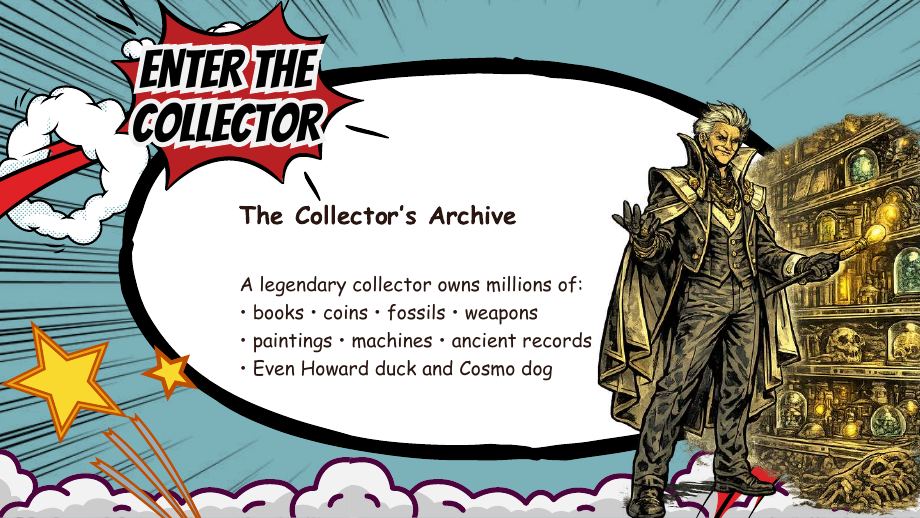 ENTER THE
COLLECTOR
The Collector's Archive
A legendary collector owns millions of:
• books • coins • fossils • weapons
• paintings • machines • ancient records
• Even Howard duck and Cosmo dog